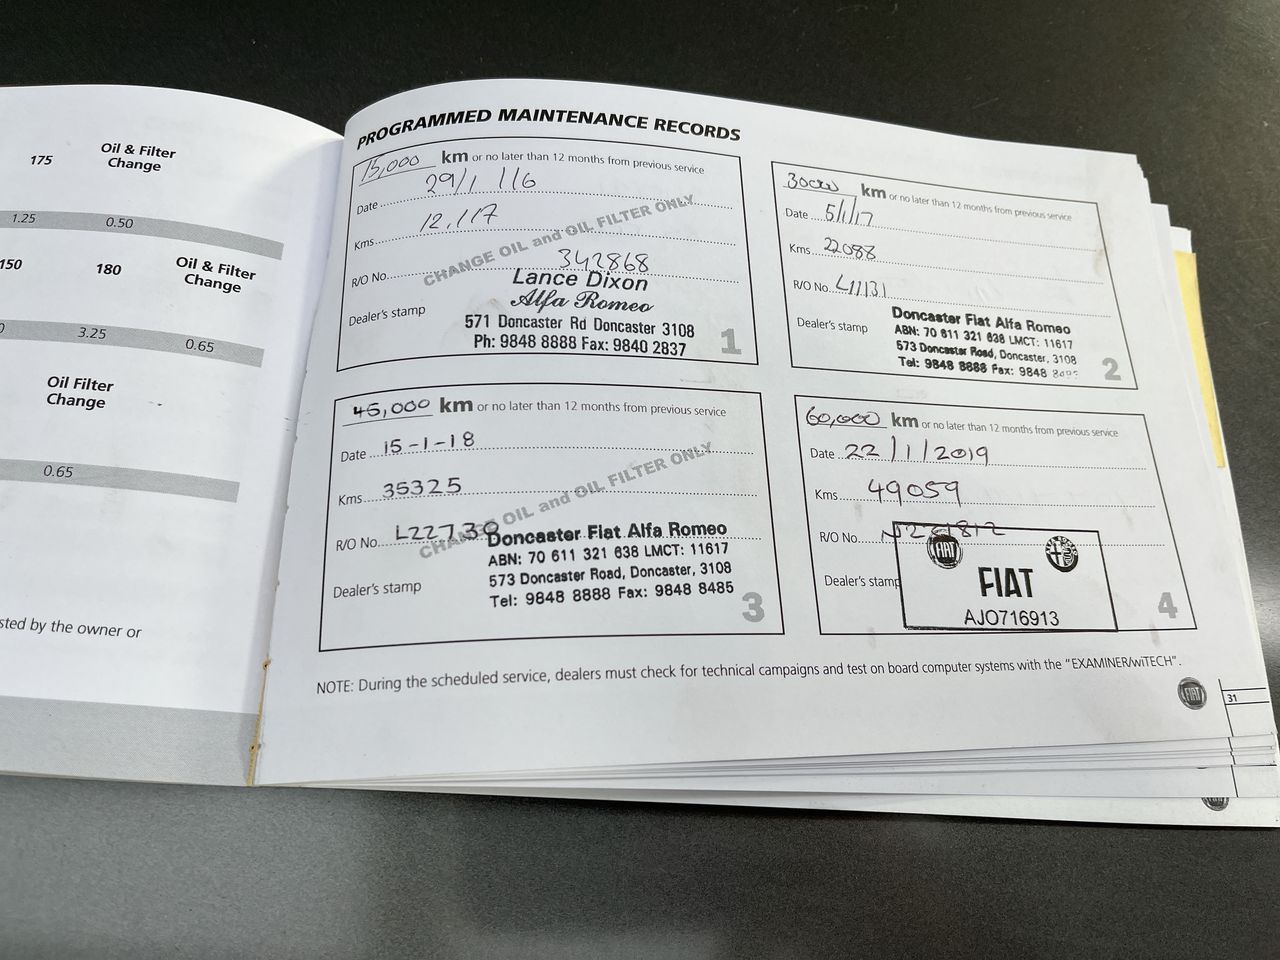 175
Oil & Filter
Change
1.25
0.50
150
180
Oil & Filter
Change
3.25
0.65
Oil Filter
Change
0.65
sted by the owner or
PROGRAMMED MAINTENANCE RECORDS
15,000 km or no later than 12 months from previous service
Date 29/1/16
Kms 12,117
CHANGE OIL and OIL FILTER ONLY
R/O No. 342868
Dealer's stamp
Lance Dixon
Alfa Romeo
571 Doncaster Rd Doncaster 3108
Ph: 9848 8888 Fax: 9840 2837
1
30000 km or no later than 12 months from previous service
Date 5/1/17
Kms 22088
R/O No. L11131
Dealer's stamp
Doncaster Fiat Alfa Romeo
ABN: 70 611 321 638 LMCT: 11617
573 Doncaster Road, Doncaster, 3108
Tel: 9848 8888 Fax: 9848
2
45,000 km or no later than 12 months from previous service
Date 15-1-18
Kms 35325
CHANGE OIL and OIL FILTER ONLY
R/O No. L22730
Dealer's stamp
Doncaster Fiat Alfa Romeo
ABN: 70 611 321 638 LMCT: 11617
573 Doncaster Road, Doncaster, 3108
Tel: 9848 8888 Fax: 9848 8485
3
60,000 km or no later than 12 months from previous service
Date 22/1/2019
Kms 49059
R/O No.
Dealer's stamp
FIAT
FIAT
AJO716913
4
NOTE: During the scheduled service, dealers must check for technical campaigns and test on board computer systems with the "EXAMINER/wiTECH".
FIAT
31